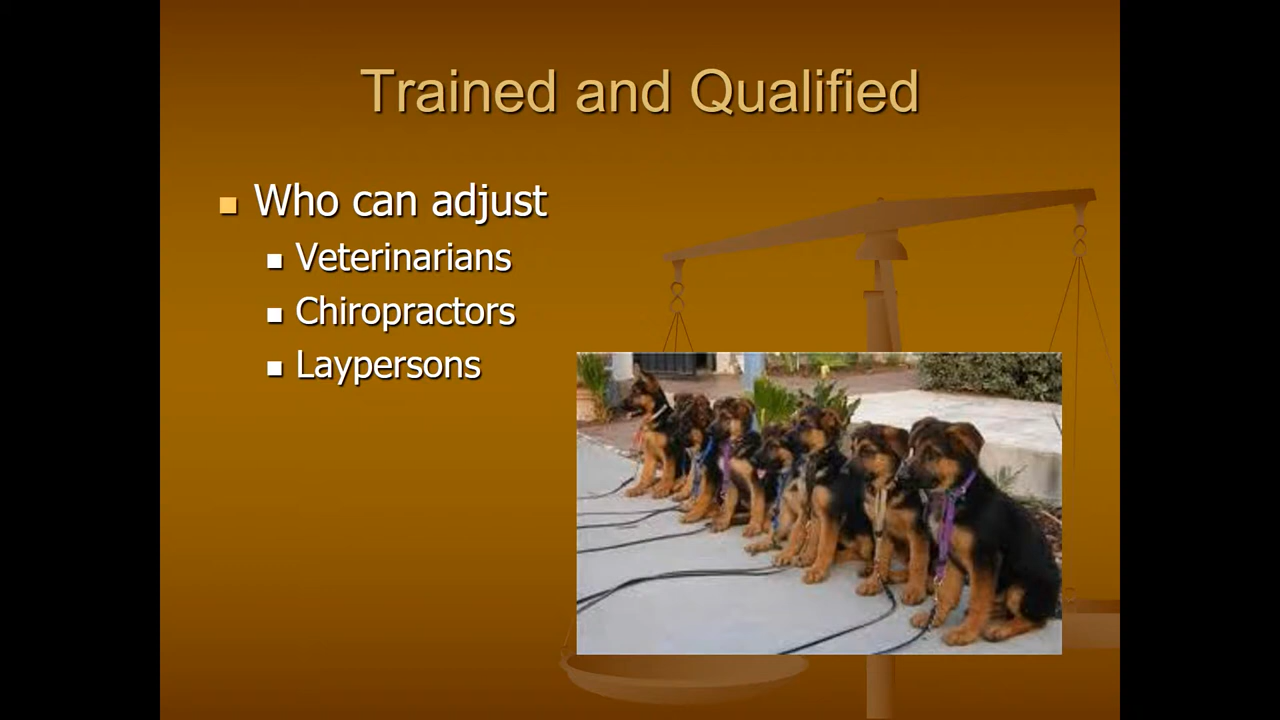 Trained and Qualified
Who can adjust
Veterinarians
Chiropractors
Laypersons